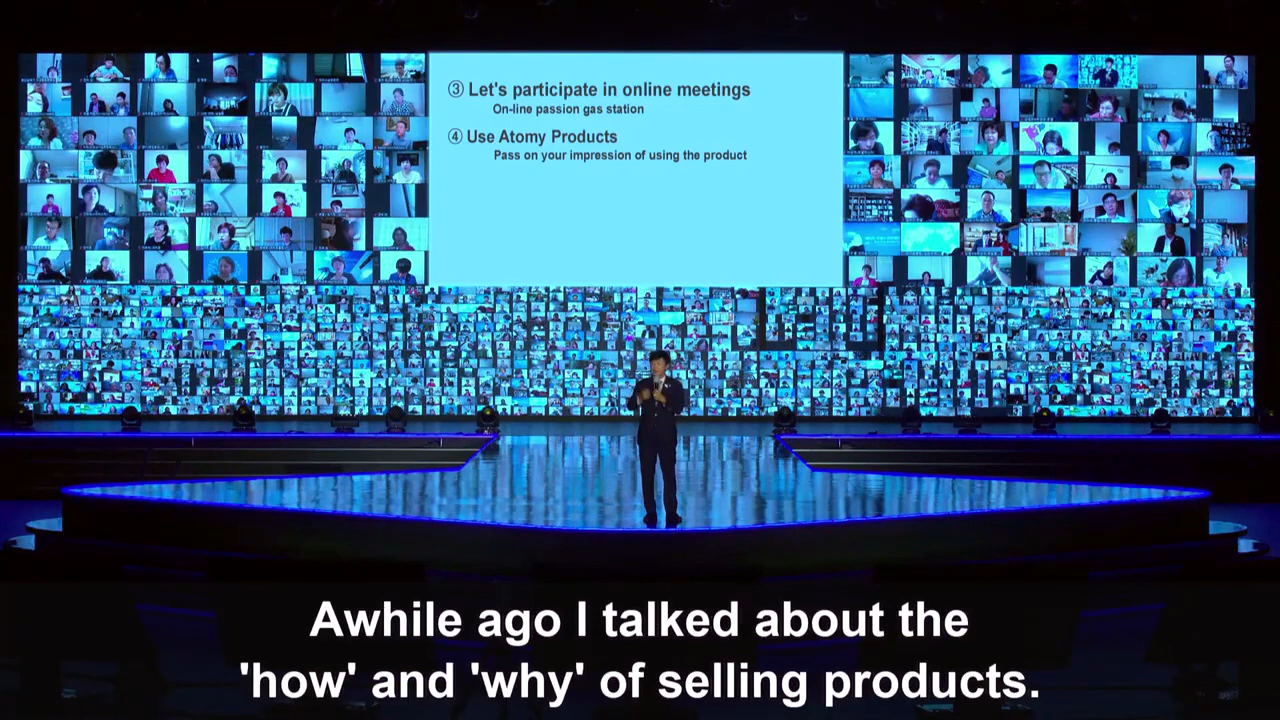 ③ Let's participate in online meetings
On-line passion gas station
④ Use Atomy Products
Pass on your impression of using the product
Awhile ago I talked about the
'how' and 'why' of selling products.